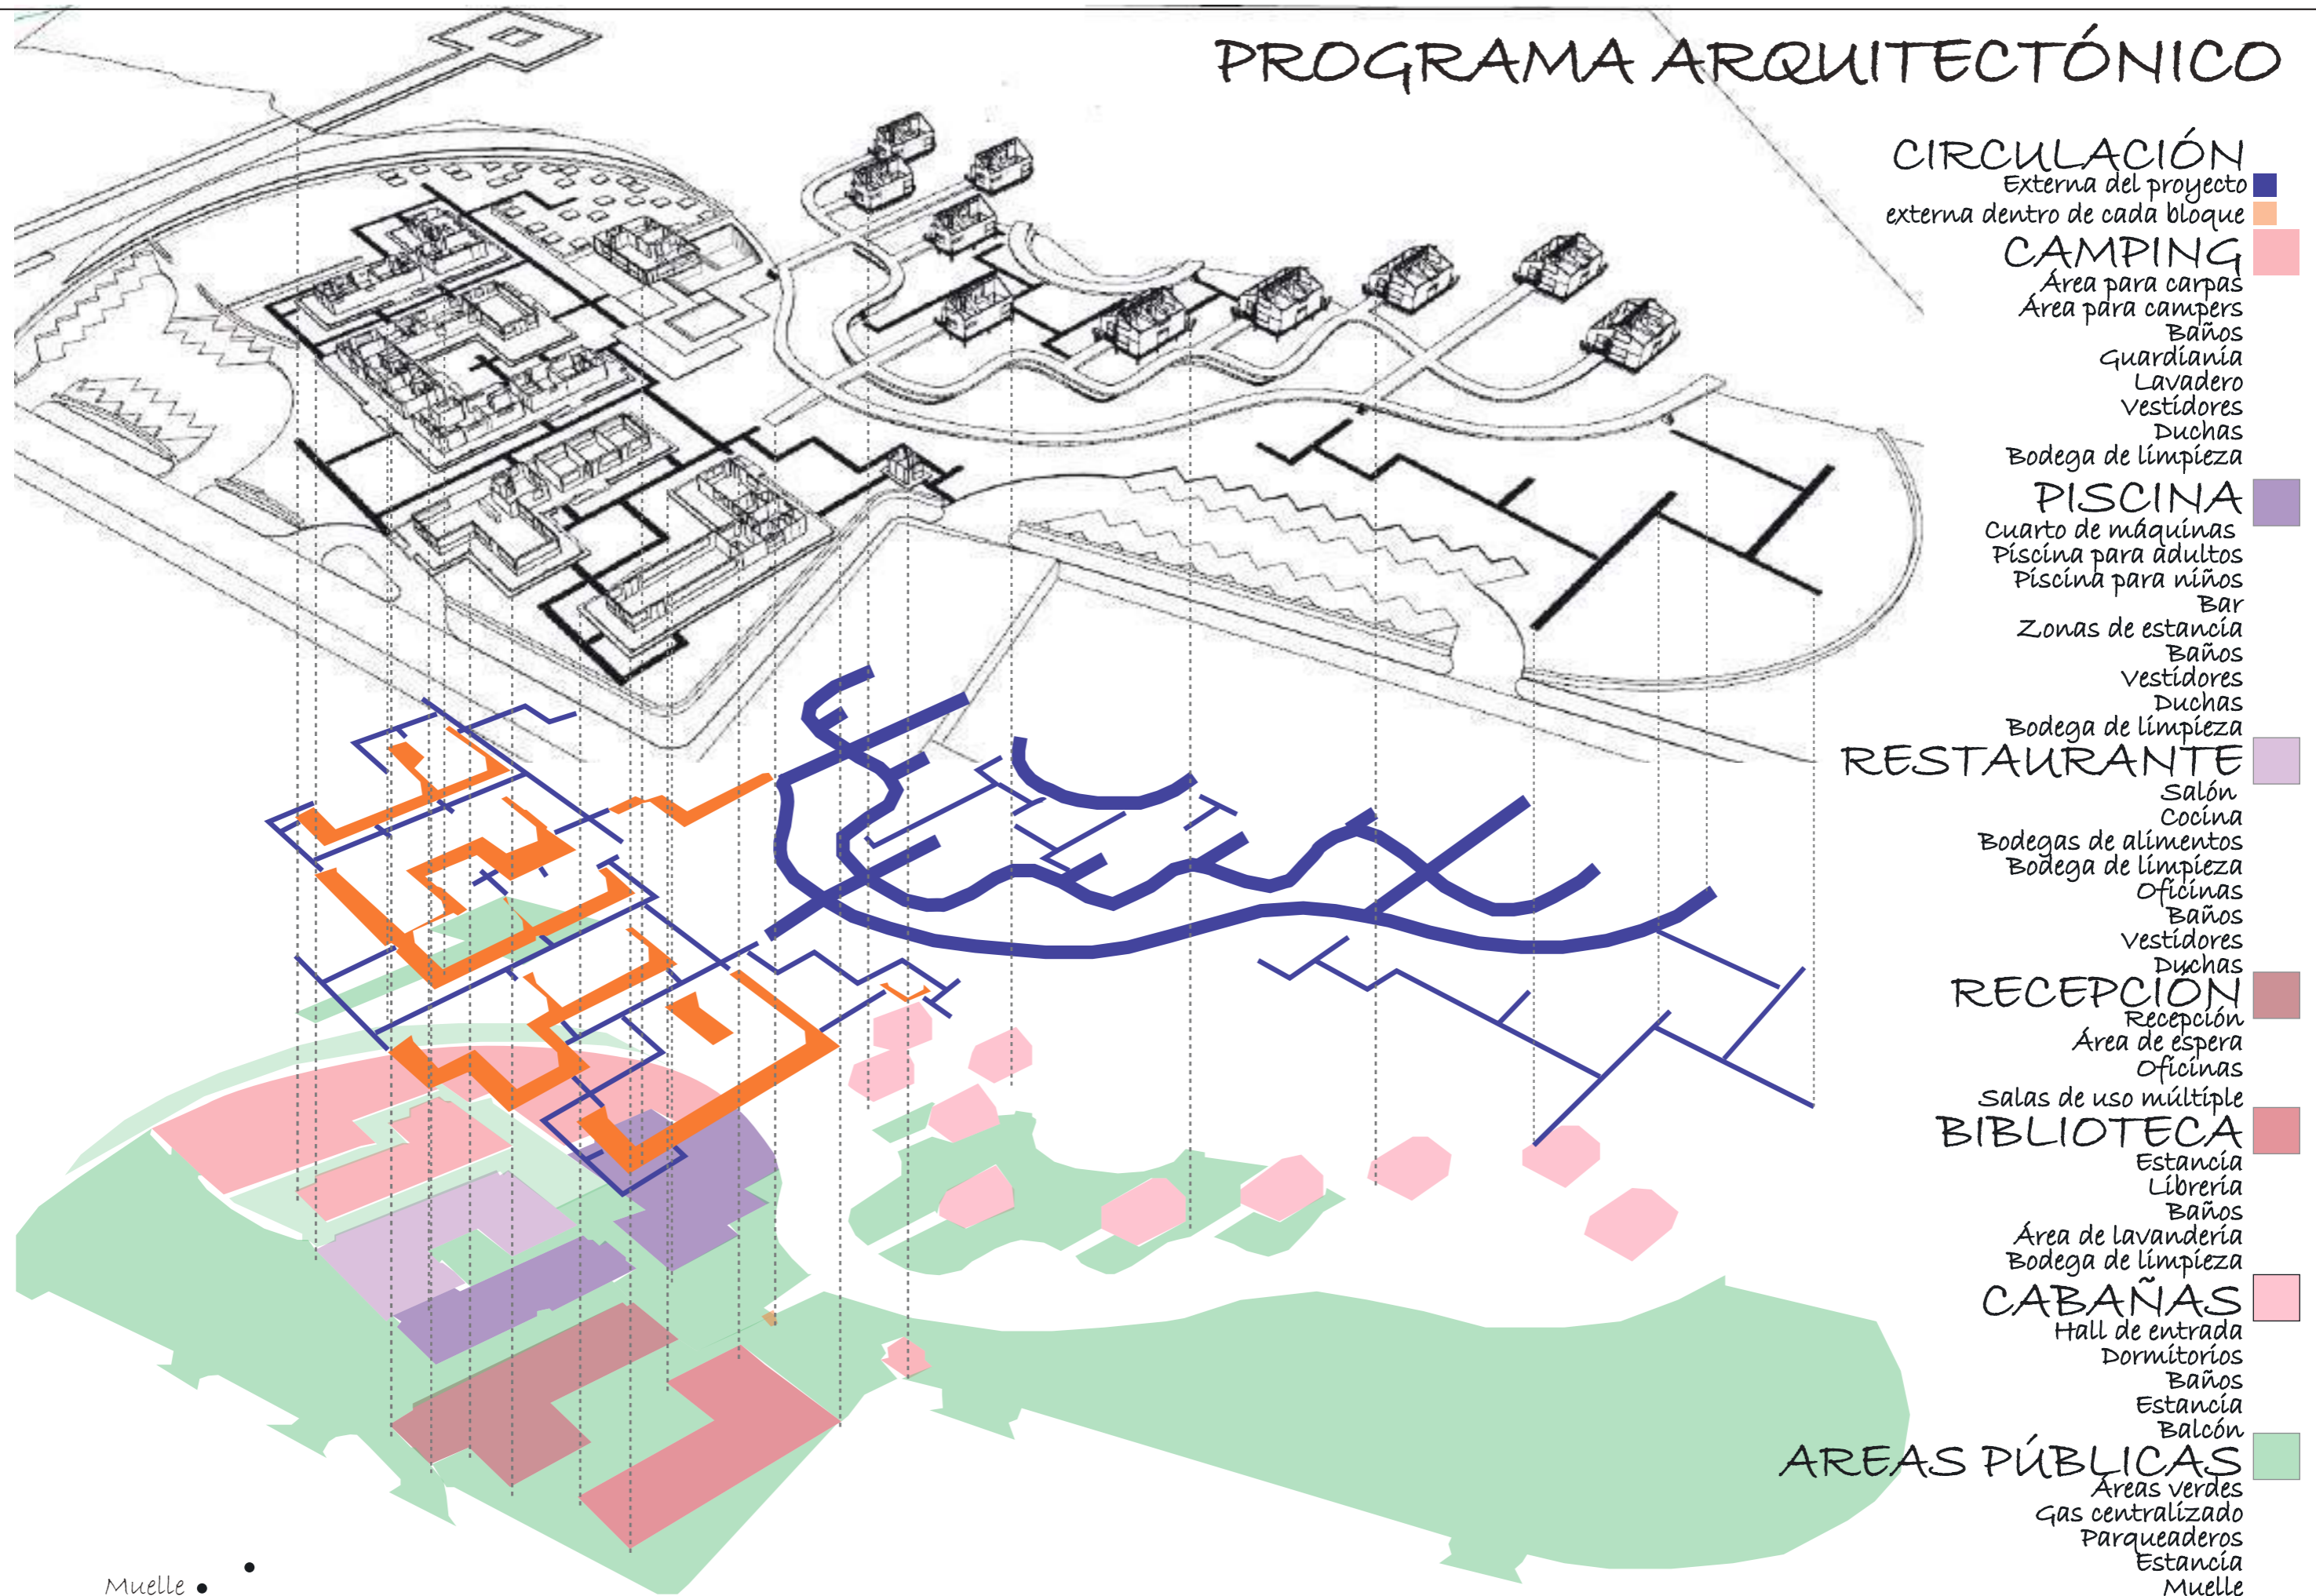 PROGRAMA ARQUITECTÓNICO
CIRCULACIÓN
Externa del proyecto
externa dentro de cada bloque
CAMPING
Área para carpas
Área para campers
Baños
Guardianía
Lavadero
Vestidores
Duchas
Bodega de limpieza
PISCINA
Cuarto de máquinas
Piscina para adultos
Piscina para niños
Bar
Zonas de estancia
Baños
Vestidores
Duchas
Bodega de limpieza
RESTAURANTE
Salón
Cocina
Bodegas de alimentos
Bodega de limpieza
Oficinas
Baños
Vestidores
Duchas
RECEPCIÓN
Recepción
Área de espera
Oficinas
Salas de uso múltiple
BIBLIOTECA
Estancia
Librería
Baños
Área de lavandería
Bodega de limpieza
CABAÑAS
Hall de entrada
Dormitorios
Baños
Estancia
Balcón
AREAS PÚBLICAS
Áreas verdes
Gas centralizado
Parqueaderos
Estancia
Muelle
Muelle